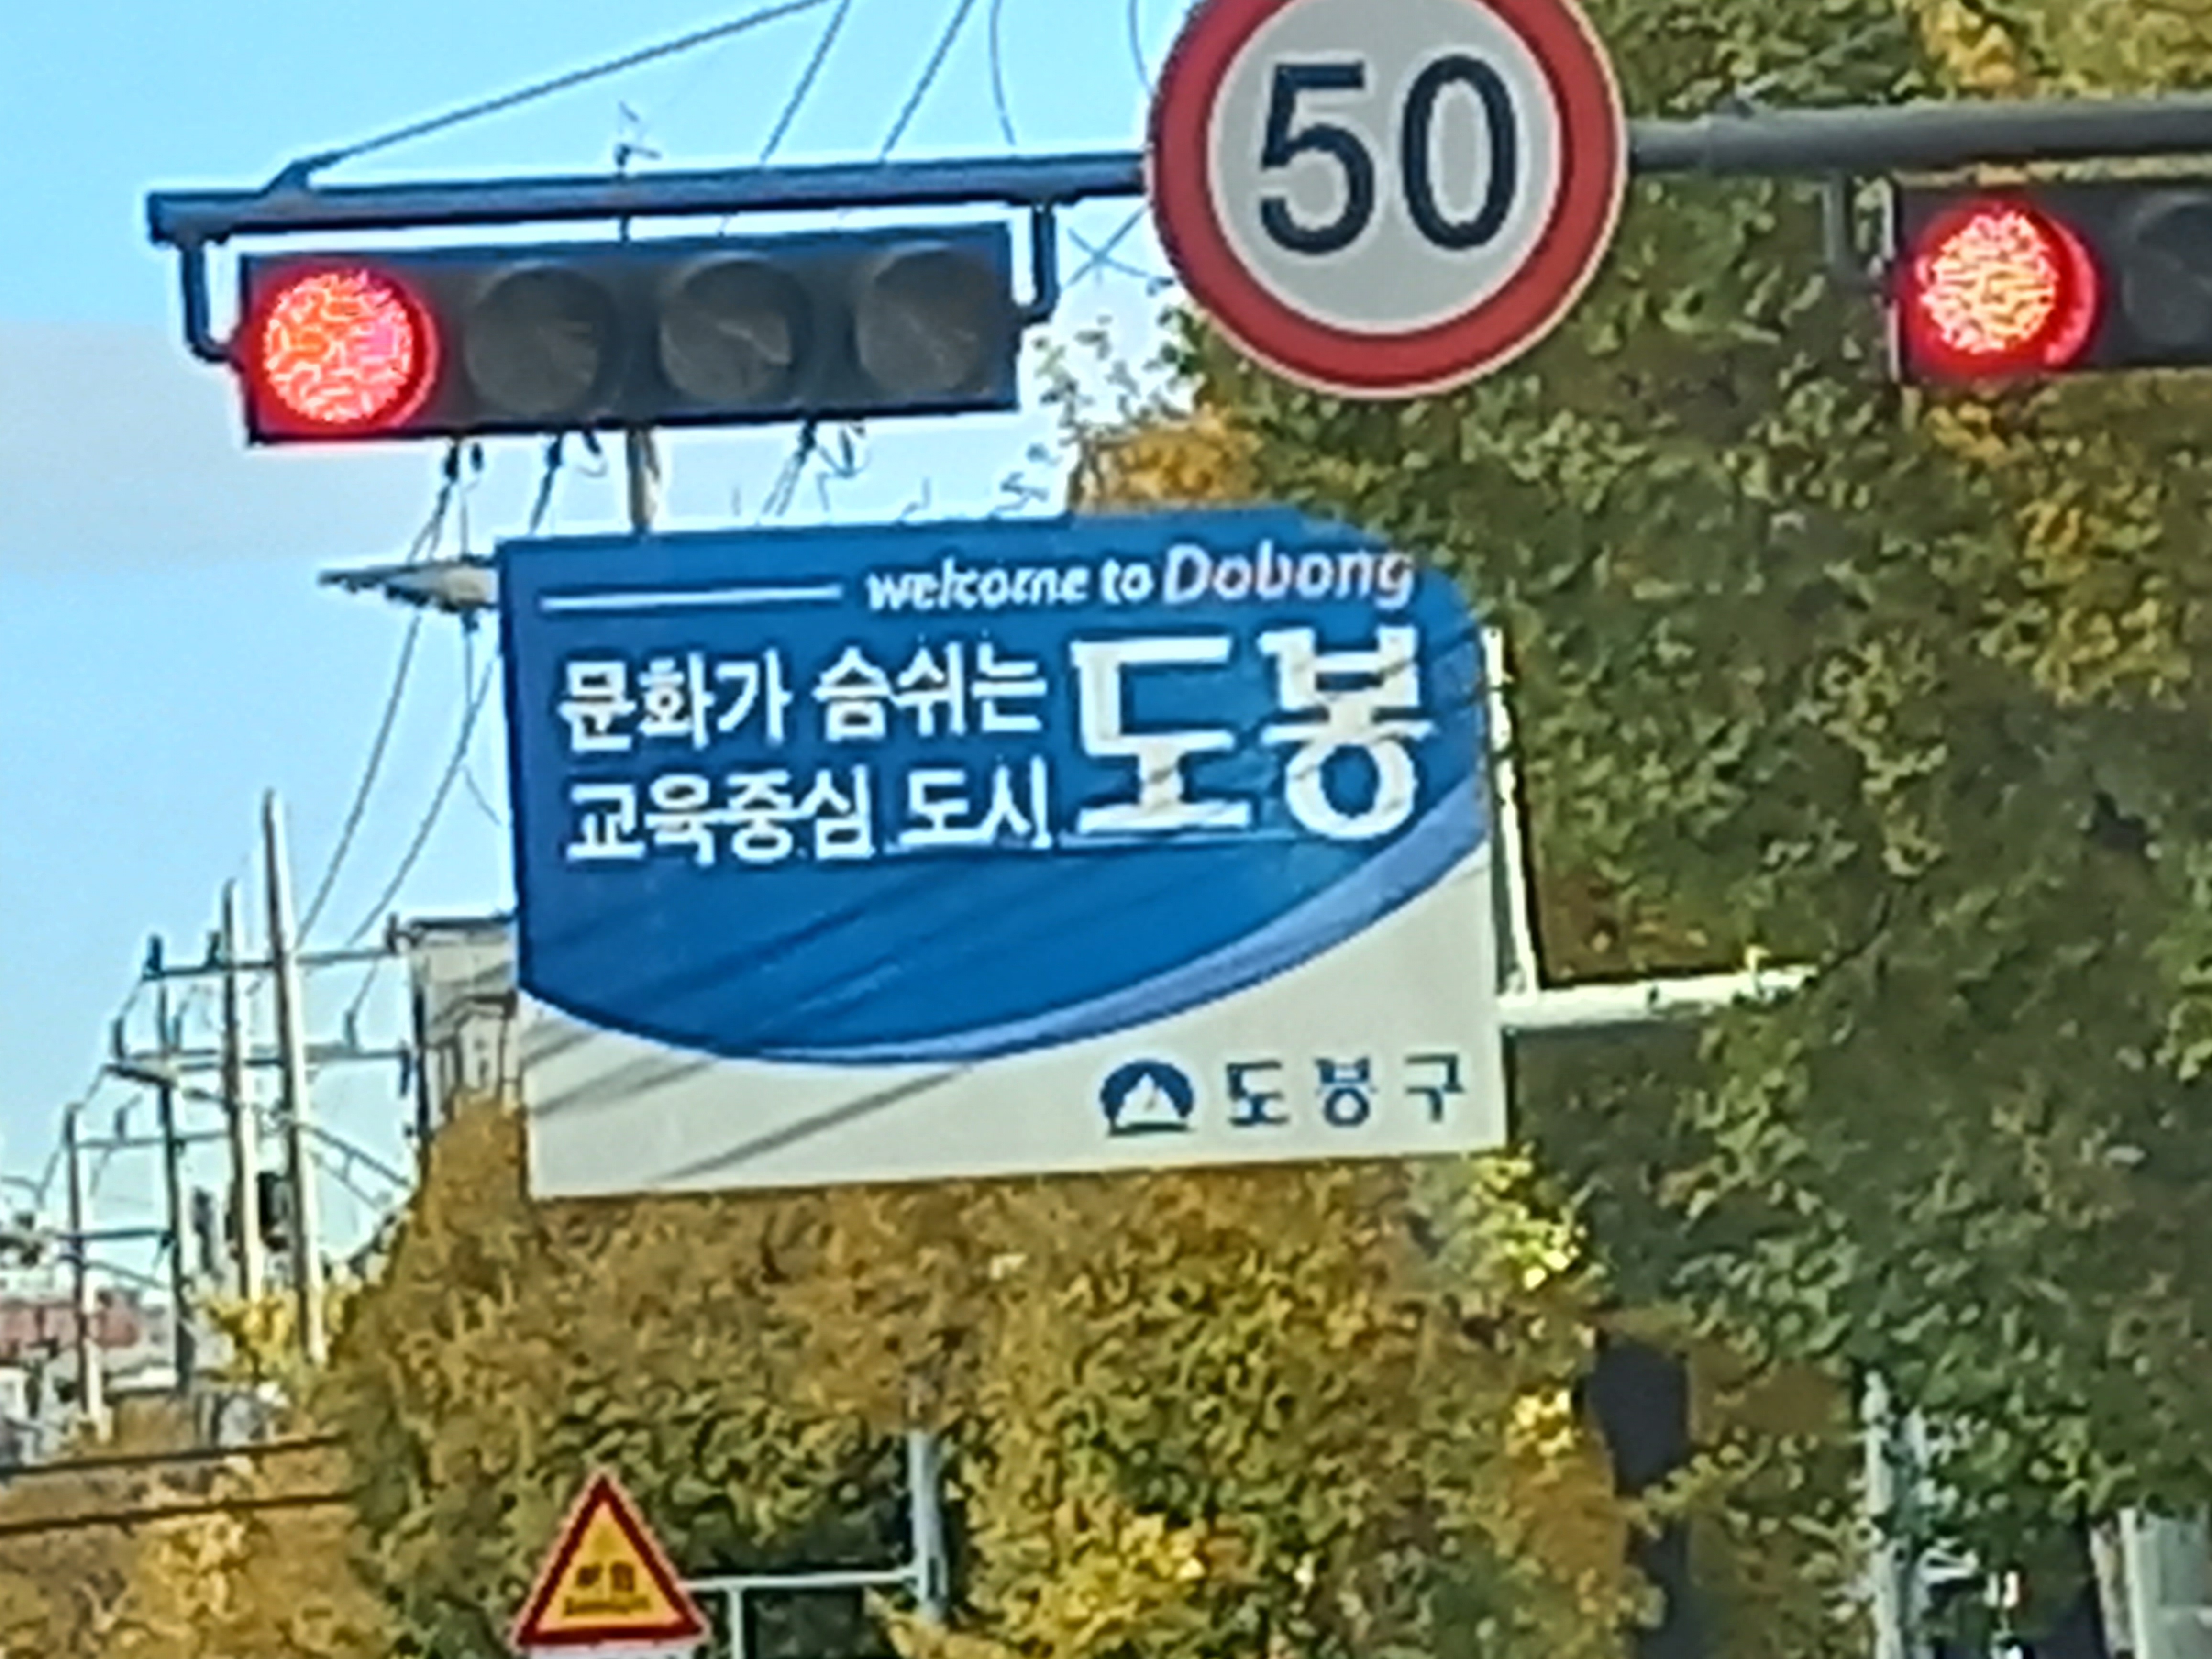 50
welcome to Dobong
문화가 숨쉬는
교육중심 도시 도봉
도봉구